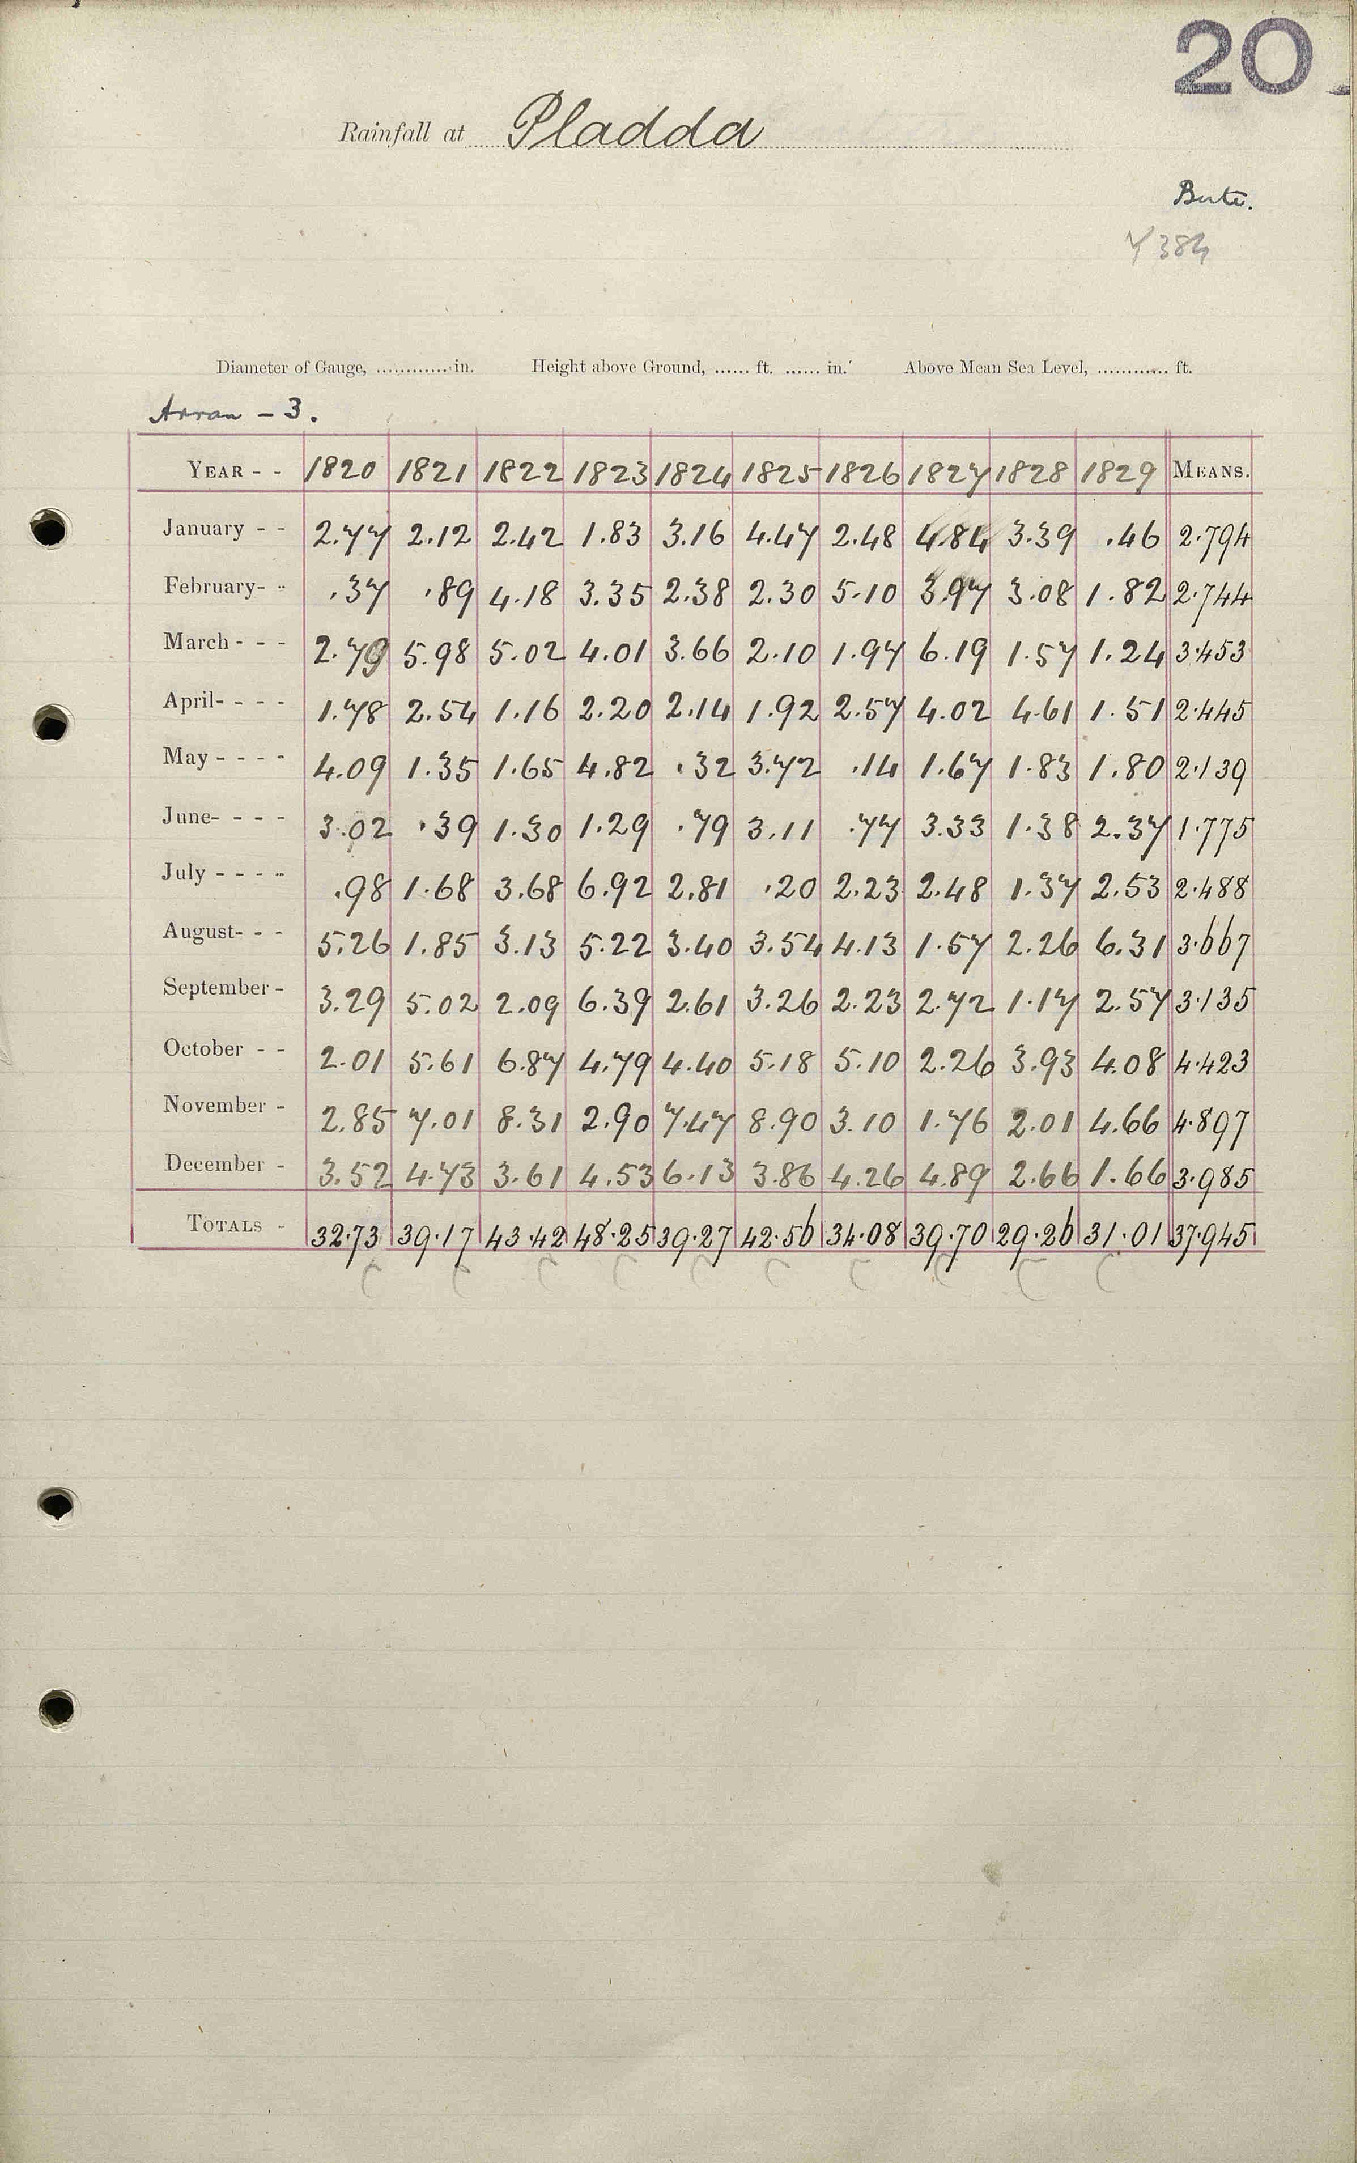 20
Rainfall at Pladda
Bute.
Diameter of Gauge, ............ in. Height above Ground, ...... ft. ...... in. Above Mean Sea Level, ............ ft.
Arran - 3.
YEAR - - 1820 1821 1822 1823 1824 1825 1826 1827 1828 1829 MEANS.
January - - 2.77 2.12 2.42 1.83 3.16 4.47 2.48 4.84 3.39 .46 2.794
February- - .37 .89 4.18 3.35 2.38 2.30 5.10 3.97 3.08 1.82 2.744
March - - - 2.79 5.98 5.02 4.01 3.66 2.10 1.97 6.19 1.57 1.24 3.453
April- - - - 1.78 2.54 1.16 2.20 2.14 1.92 2.57 4.02 4.61 1.51 2.445
May - - - - 4.09 1.35 1.65 4.82 .32 3.72 .14 1.67 1.83 1.80 2.139
June- - - - 3.02 .39 1.30 1.29 .79 3.11 .77 3.33 1.38 2.37 1.775
July - - - - .98 1.68 3.68 6.92 2.81 .20 2.23 2.48 1.37 2.53 2.488
August- - - 5.26 1.85 3.13 5.22 3.40 3.54 4.13 1.57 2.26 6.31 3.667
September - 3.29 5.02 2.09 6.39 2.61 3.26 2.23 2.72 1.17 2.57 3.135
October - - 2.01 5.61 6.87 4.79 4.40 5.18 5.10 2.26 3.93 4.08 4.423
November - 2.85 7.01 8.31 2.90 7.47 8.90 3.10 1.76 2.01 4.66 4.897
December - 3.52 4.73 3.61 4.53 6.13 3.86 4.26 4.89 2.66 1.66 3.985
TOTALS - 32.73 39.17 43.42 48.25 39.27 42.56 34.08 39.70 29.26 31.01 37.945